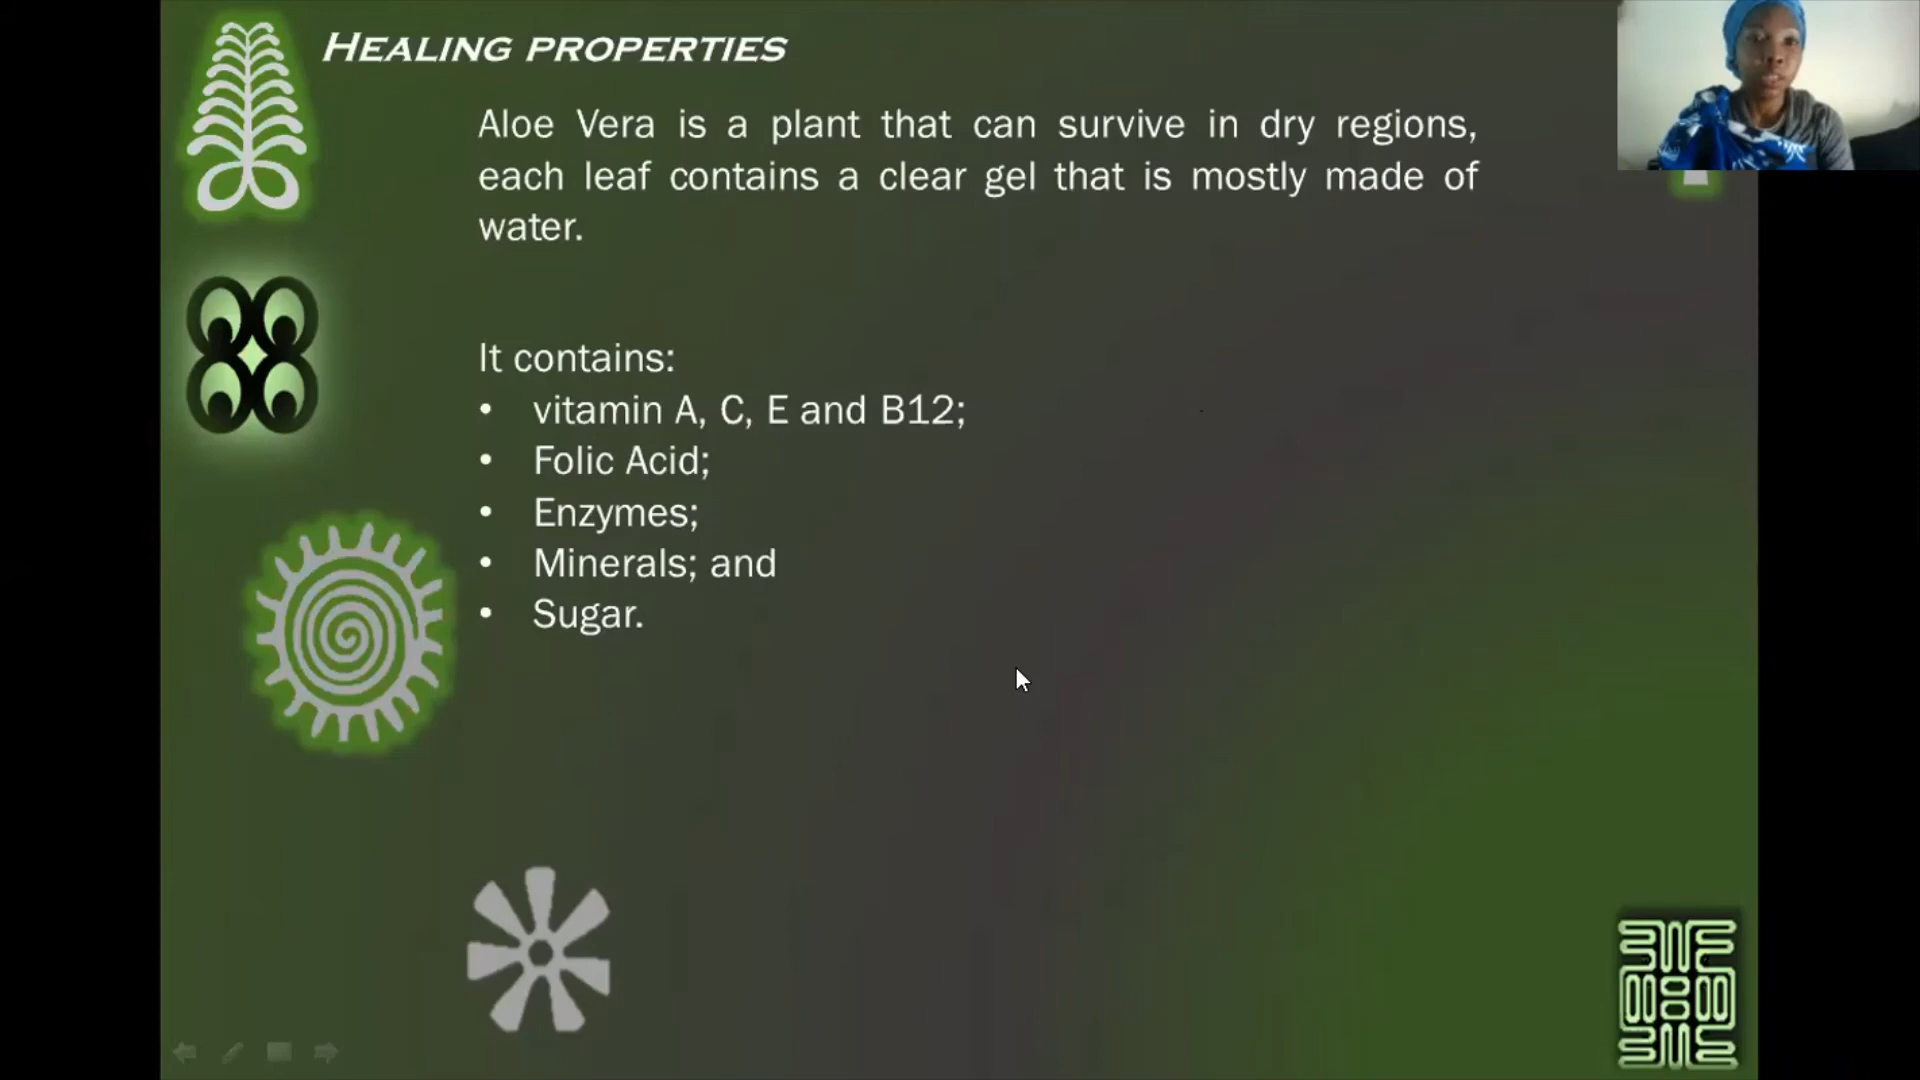 HEALING PROPERTIES
Aloe Vera is a plant that can survive in dry regions,
each leaf contains a clear gel that is mostly made of
water.
It contains:
• vitamin A, C, E and B12;
• Folic Acid;
• Enzymes;
• Minerals; and
• Sugar.